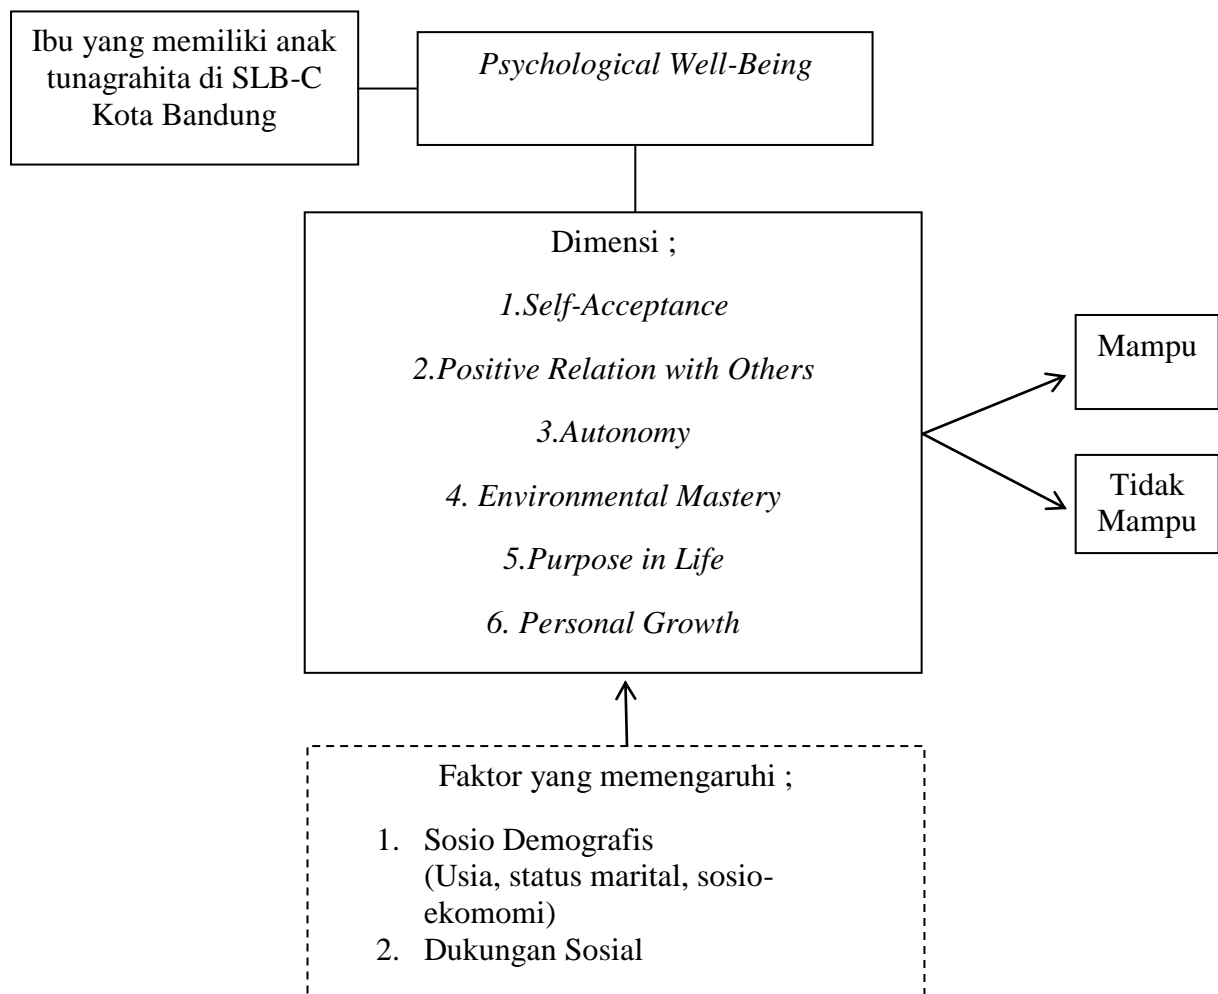 Ibu yang memiliki anak
tunagrahita di SLB-C
Kota Bandung
Psychological Well-Being
Dimensi ;
1.Self-Acceptance
2.Positive Relation with Others
3.Autonomy
4. Environmental Mastery
5.Purpose in Life
6. Personal Growth
Mampu
Tidak
Mampu
Faktor yang memengaruhi ;
1. Sosio Demografis
(Usia, status marital, sosio-
ekomomi)
2. Dukungan Sosial